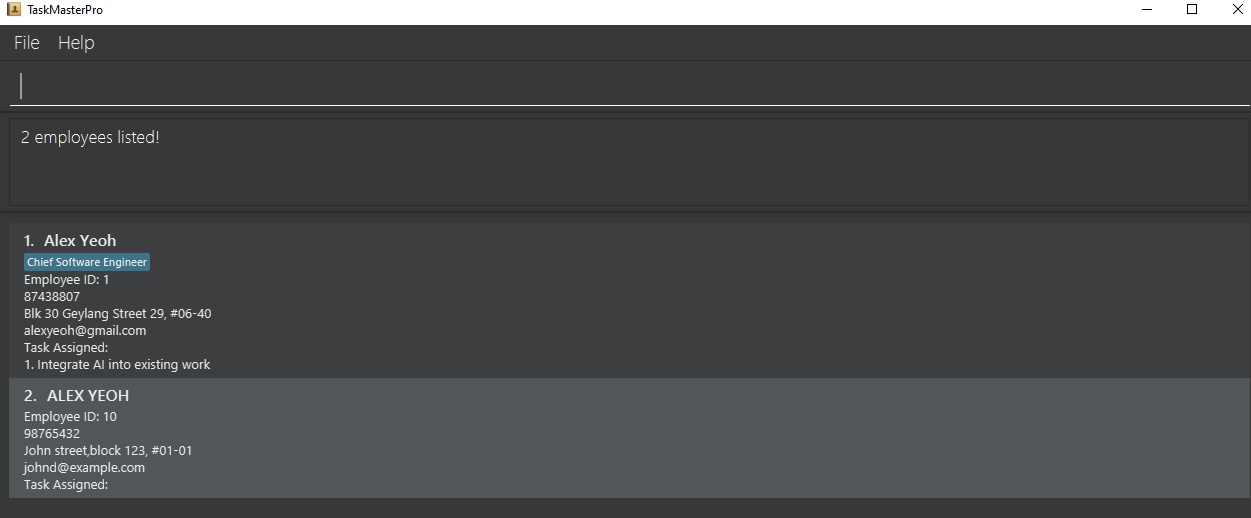 TaskMasterPro
File Help
2 employees listed!
1. Alex Yeoh
Chief Software Engineer
Employee ID: 1
87438807
Blk 30 Geylang Street 29, #06-40
alexyeoh@gmail.com
Task Assigned:
1. Integrate AI into existing work
2. ALEX YEOH
Employee ID: 10
98765432
John street,block 123, #01-01
johnd@example.com
Task Assigned: